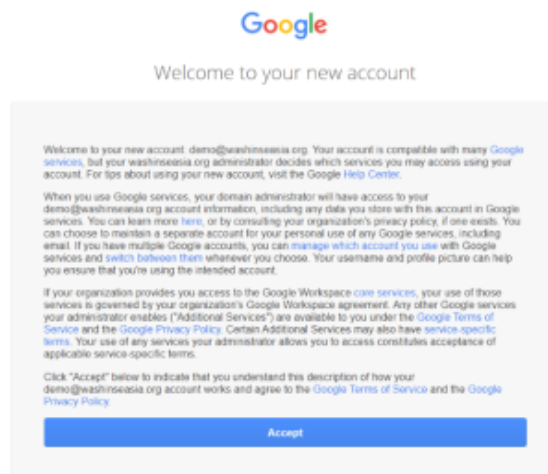 Google
Welcome to your new account
Welcome to your new account: demo@washinseasia.org. Your account is compatible with many Google
services, but your washinseasia.org administrator decides which services you may access using your
account. For tips about using your new account, visit the Google Help Center.
When you use Google services, your domain administrator will have access to your
demo@washinseasia.org account information, including any data you store with this account in Google
services. You can learn more here, or by consulting your organization's privacy policy, if one exists. You
can choose to maintain a separate account for your personal use of any Google services, including
email. If you have multiple Google accounts, you can manage which account you use with Google
services and switch between them whenever you choose. Your username and profile picture can help
you ensure that you're using the intended account.
If your organization provides you access to the Google Workspace core services, your use of those
services is governed by your organization's Google Workspace agreement. Any other Google services
your administrator enables ("Additional Services") are available to you under the Google Terms of
Service and the Google Privacy Policy. Certain Additional Services may also have service-specific
terms. Your use of any services your administrator allows you to access constitutes acceptance of
applicable service-specific terms.
Click "Accept" below to indicate that you understand this description of how your
demo@washinseasia.org account works and agree to the Google Terms of Service and the Google
Privacy Policy.
Accept